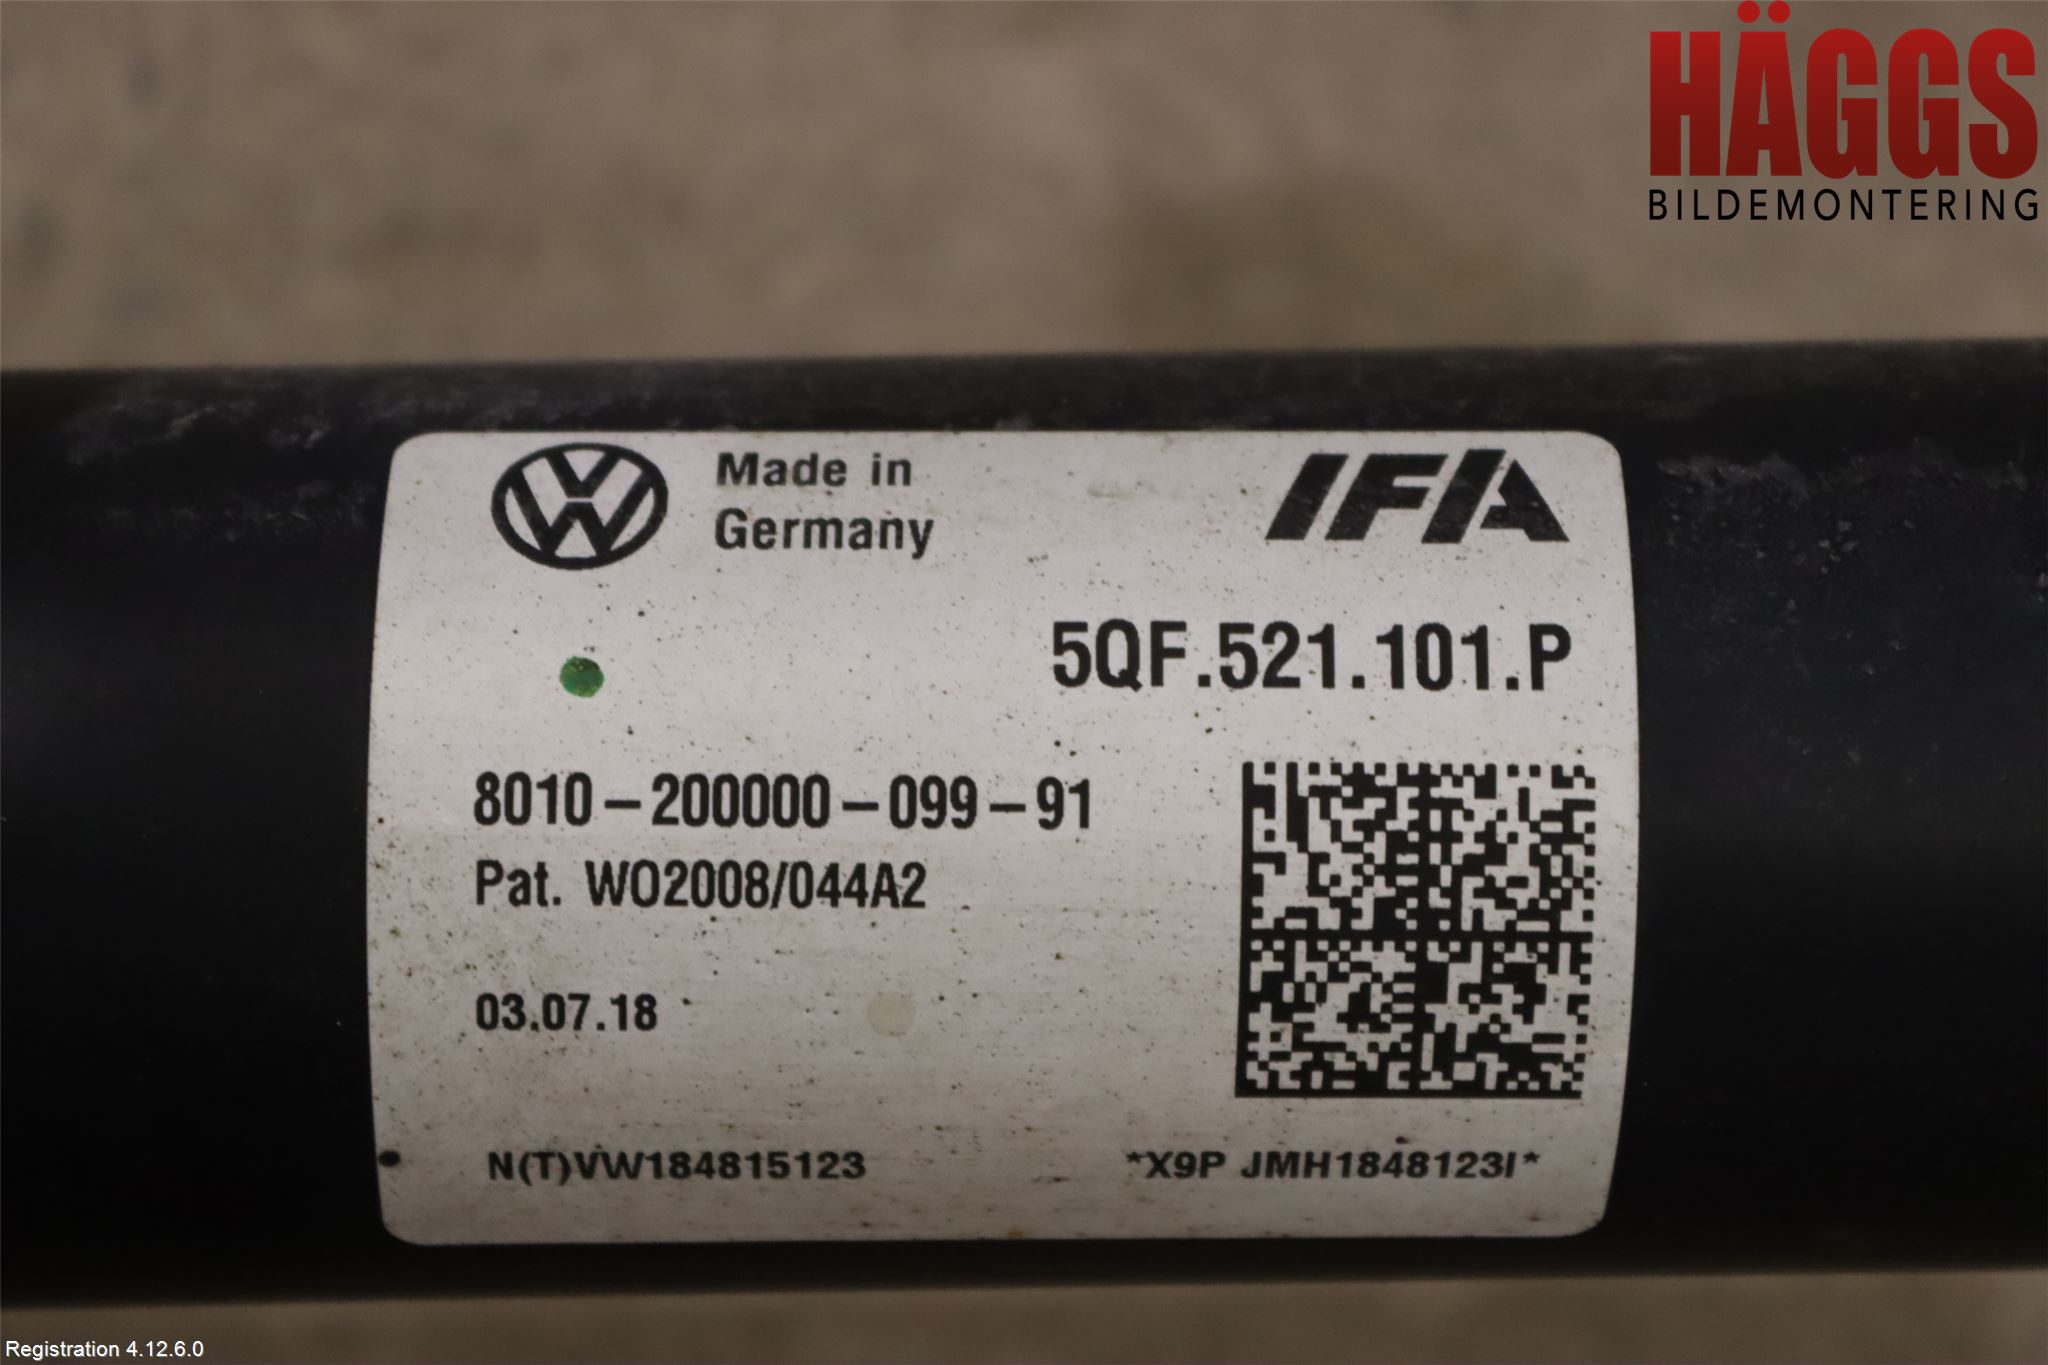 HÄGGS
BILDEMONTERING
Made in
Germany
IFA
5QF.521.101.P
8010-200000-099-91
Pat. WO2008/044A2
03.07.18
N(T)VW184815123
*X9P JMH1848123I*
Registration 4.12.6.0